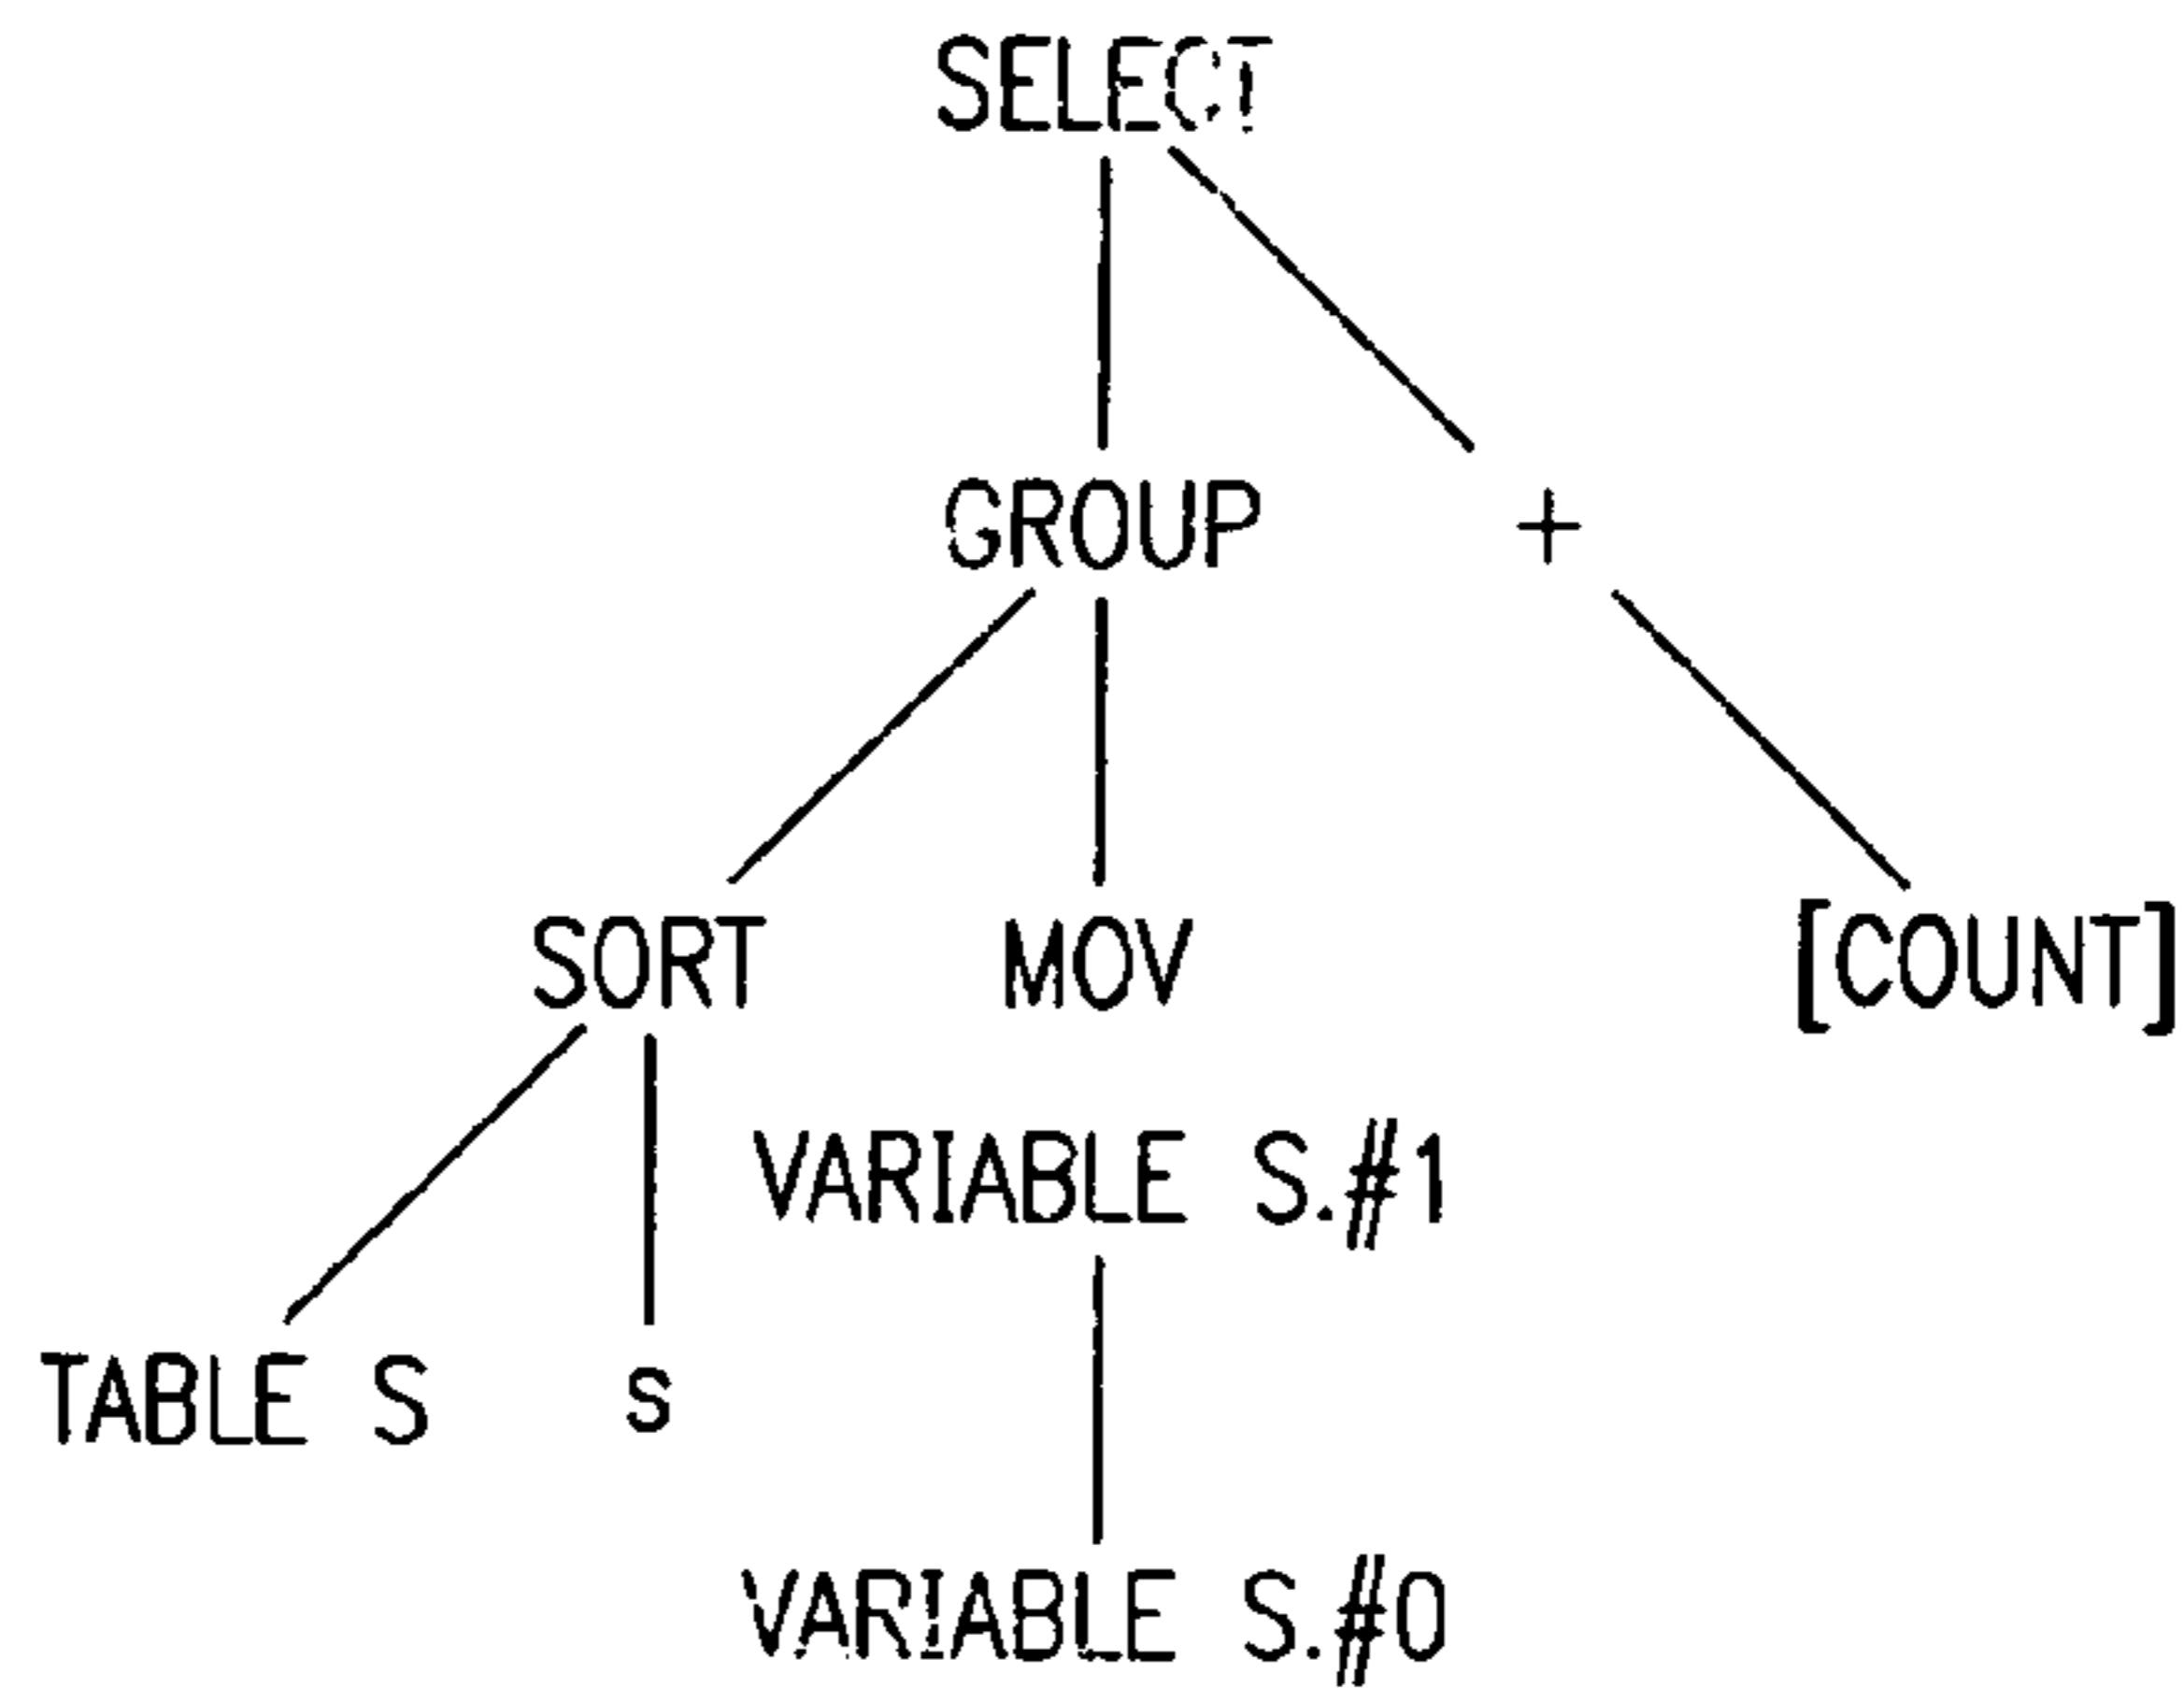 SELECT
GROUP +
SORT MOV [COUNT]
VARIABLE S.#1
TABLE S s
VARIABLE S.#0